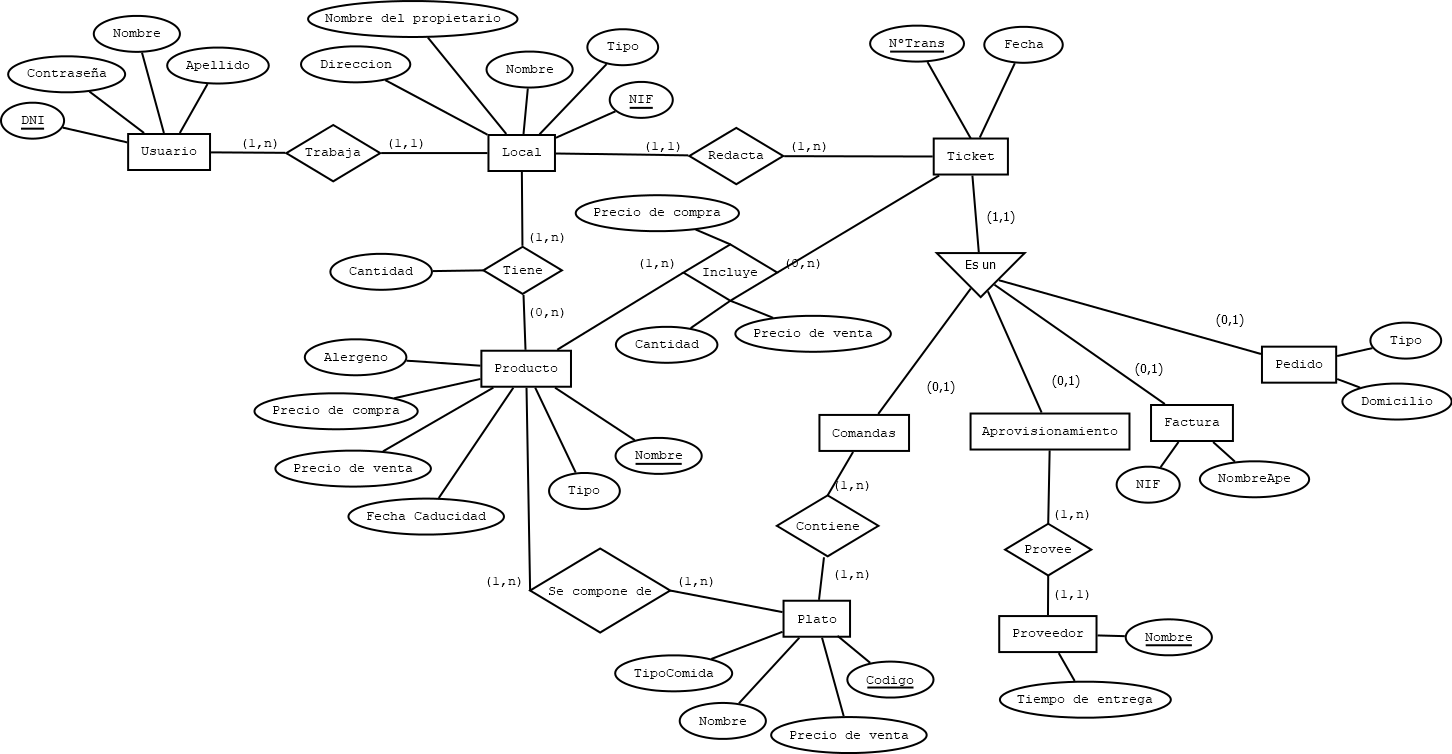 Nombre del propietario
Nombre
Tipo
N°Trans
Fecha
Contraseña
Apellido
Direccion
Nombre
NIF
DNI
Usuario
(1,n)
Trabaja
(1,1)
Local
(1,1)
Redacta
(1,n)
Ticket
Precio de compra
(1,1)
(1,n)
(1,n)
(0,n)
Es un
Cantidad
Tiene
Incluye
(0,n)
(0,1)
Cantidad
Precio de venta
Tipo
Alergeno
Producto
Pedido
(0,1)
(0,1)
(0,1)
Domicilio
Precio de compra
Comandas
Aprovisionamiento
Factura
Precio de venta
Nombre
NombreApe
Tipo
(1,n)
NIF
Fecha Caducidad
(1,n)
Contiene
Provee
(1,n)
(1,n)
(1,n)
Se compone de
(1,1)
Plato
Proveedor
Nombre
TipoComida
Codigo
Tiempo de entrega
Nombre
Precio de venta